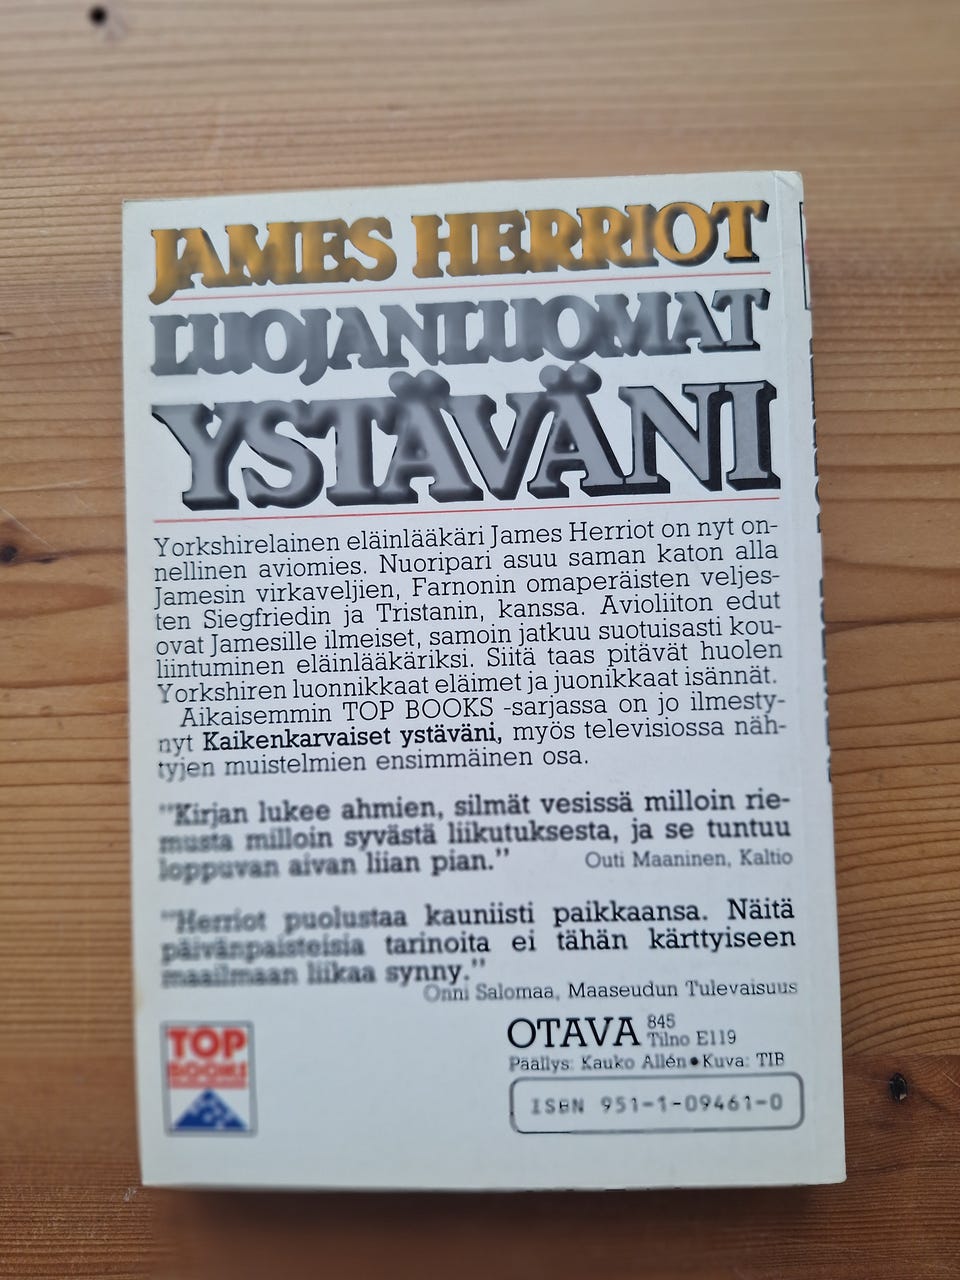 JAMES HERRIOT
LUOJANLUOMAT
YSTÄVÄNI
Yorkshirelainen eläinlääkäri James Herriot on nyt on-
nellinen aviomies. Nuoripari asuu saman katon alla
Jamesin virkaveljien, Farnonin omaperäisten veljes-
ten Siegfriedin ja Tristanin, kanssa. Avioliiton edut
ovat Jamesille ilmeiset, samoin jatkuu suotuisasti kou-
liintuminen eläinlääkäriksi. Siitä taas pitävät huolen
Yorkshiren luonnikkaat eläimet ja juonikkaat isännät.
Aikaisemmin TOP BOOKS -sarjassa on jo ilmesty-
nyt Kaikenkarvaiset ystäväni, myös televisiossa näh-
tyjen muistelmien ensimmäinen osa.
"Kirjan lukee ahmien, silmät vesissä milloin rie-
musta milloin syvästä liikutuksesta, ja se tuntuu
loppuvan aivan liian pian."
Outi Maaninen, Kaltio
"Herriot puolustaa kauniisti paikkaansa. Näitä
päivänpaisteisia tarinoita ei tähän kärttyiseen
maailmaan liikaa synny."
Onni Salomaa, Maaseudun Tulevaisuus
TOP
BOOKS
OTAVA 845
Tilno E119
Päällys: Kauko Allén • Kuva: TIB
ISBN 951-1-09461-0